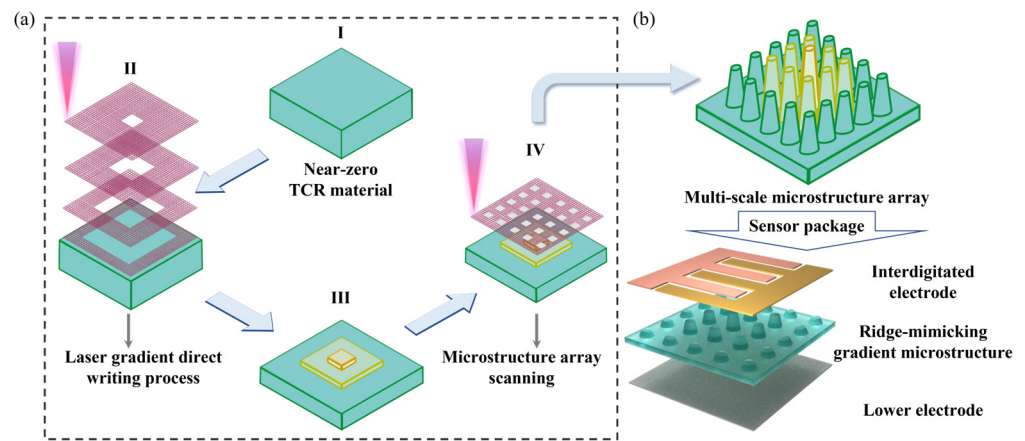 (a)
I
II
Near-zero
TCR material
IV
III
Laser gradient direct
writing process
Microstructure array
scanning
(b)
Multi-scale microstructure array
Sensor package
Interdigitated
electrode
Ridge-mimicking
gradient microstructure
Lower electrode